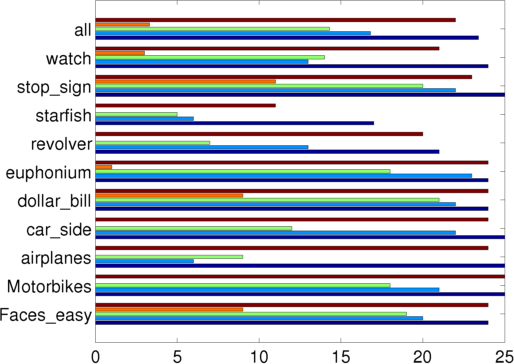 all
watch
stop_sign
starfish
revolver
euphonium
dollar_bill
car_side
airplanes
Motorbikes
Faces_easy
0 5 10 15 20 25